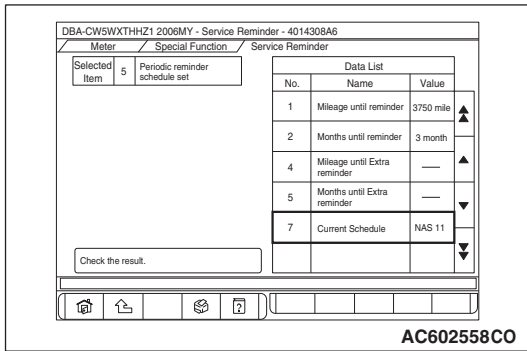 DBA-CW5WXTHHZ1 2006MY - Service Reminder - 4014308A6
Meter
Special Function
Service Reminder
Selected
Item
5
Periodic reminder
schedule set
Data List
No.
Name
Value
1
Mileage until reminder
3750 mile
2
Months until reminder
3 month
4
Mileage until Extra
reminder
5
Months until Extra
reminder
7
Current Schedule
NAS 11
Check the result.
?
AC602558CO